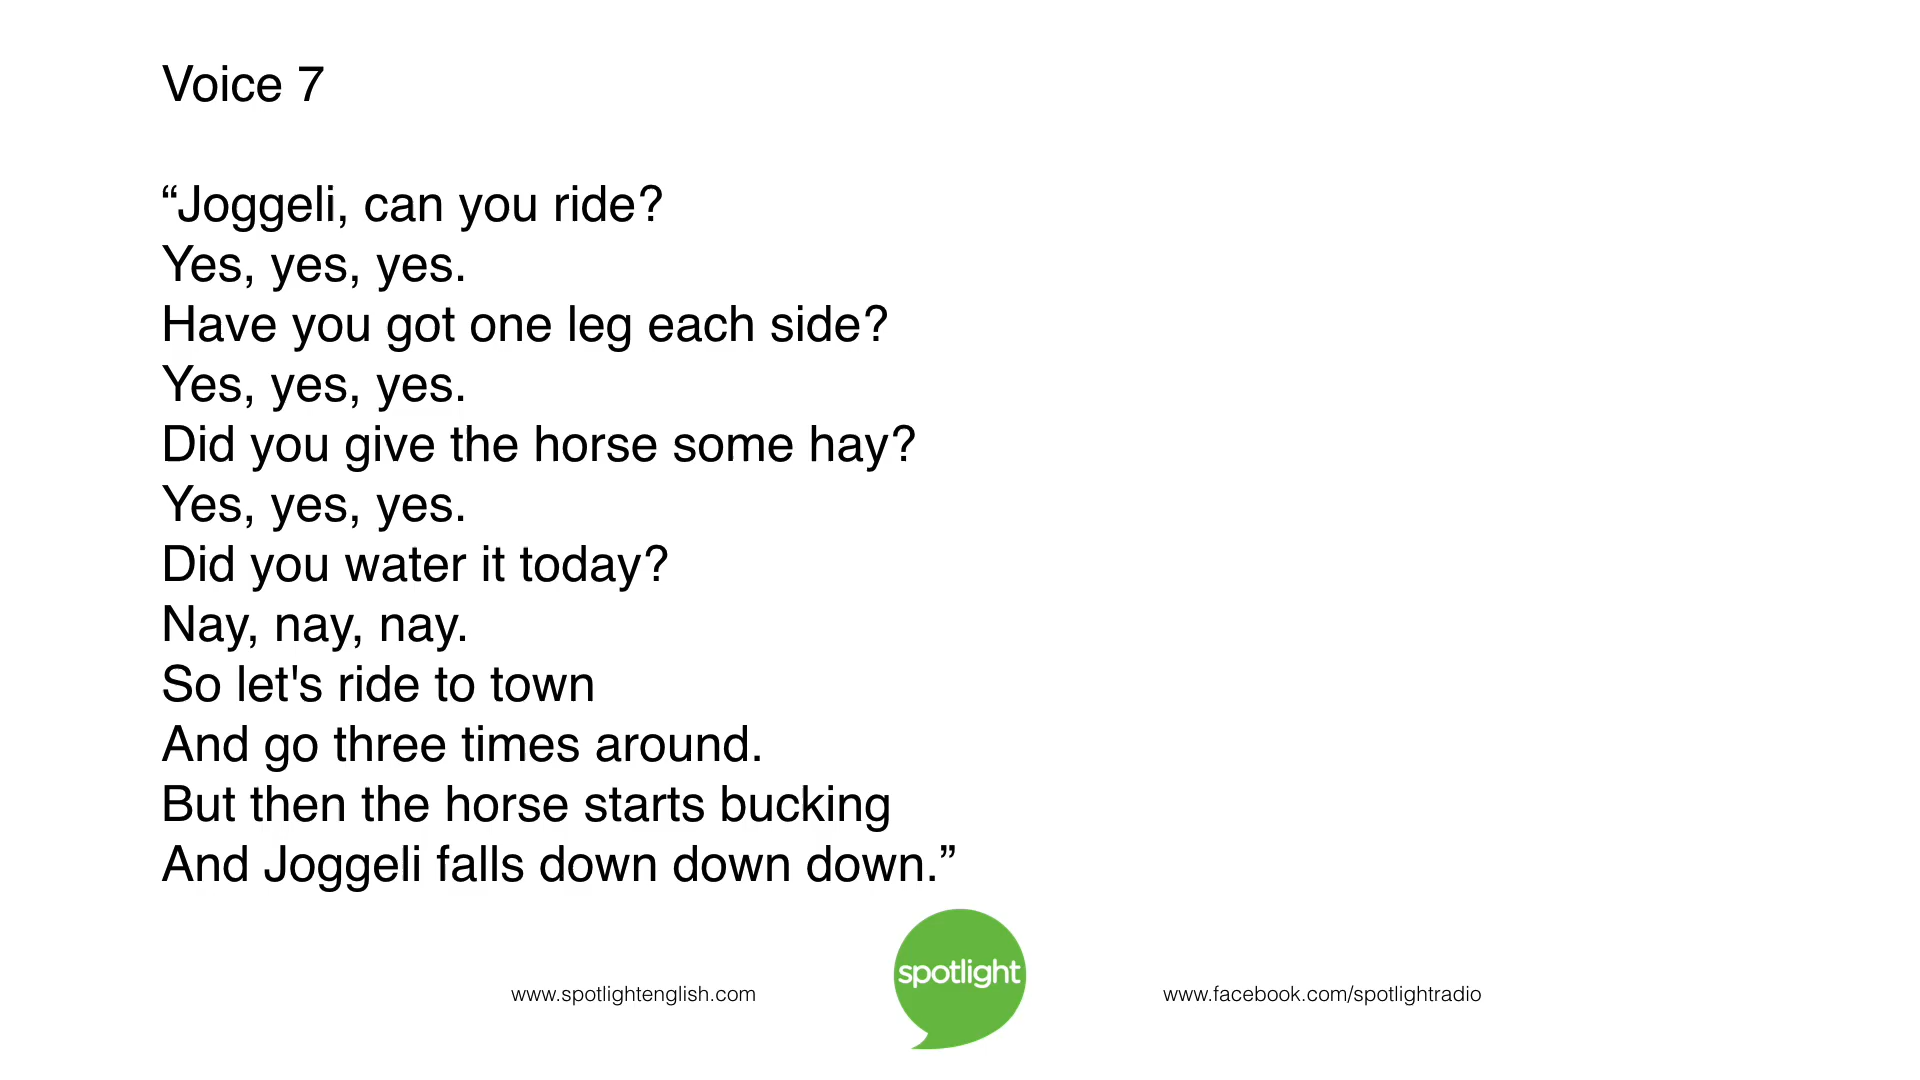 Voice 7
“Joggeli, can you ride?
Yes, yes, yes.
Have you got one leg each side?
Yes, yes, yes.
Did you give the horse some hay?
Yes, yes, yes.
Did you water it today?
Nay, nay, nay.
So let's ride to town
And go three times around.
But then the horse starts bucking
And Joggeli falls down down down.”
spotlight
www.spotlightenglish.com
www.facebook.com/spotlightradio